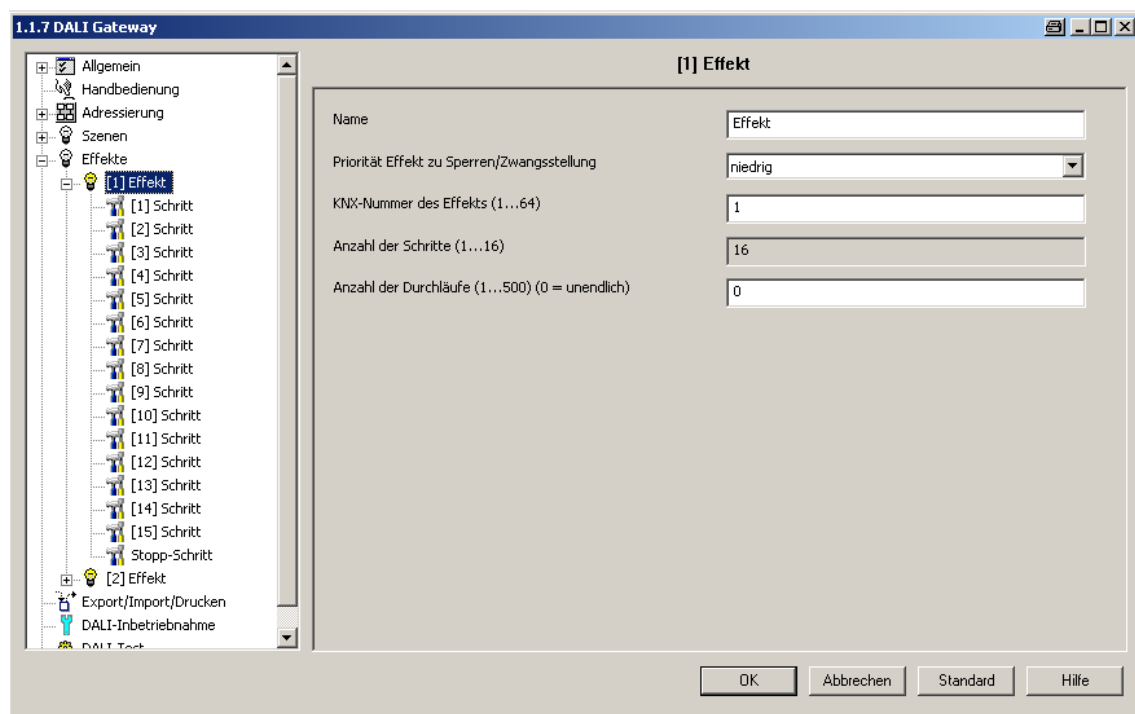 1.1.7 DALI Gateway
Allgemein
Handbedienung
Adressierung
Szenen
Effekte
[1] Effekt
[1] Schritt
[2] Schritt
[3] Schritt
[4] Schritt
[5] Schritt
[6] Schritt
[7] Schritt
[8] Schritt
[9] Schritt
[10] Schritt
[11] Schritt
[12] Schritt
[13] Schritt
[14] Schritt
[15] Schritt
Stopp-Schritt
[2] Effekt
Export/Import/Drucken
DALI-Inbetriebnahme
DALI Test
[1] Effekt
Name Effekt
Priorität Effekt zu Sperren/Zwangsstellung niedrig
KNX-Nummer des Effekts (1...64) 1
Anzahl der Schritte (1...16) 16
Anzahl der Durchläufe (1...500) (0 = unendlich) 0
OK Abbrechen Standard Hilfe